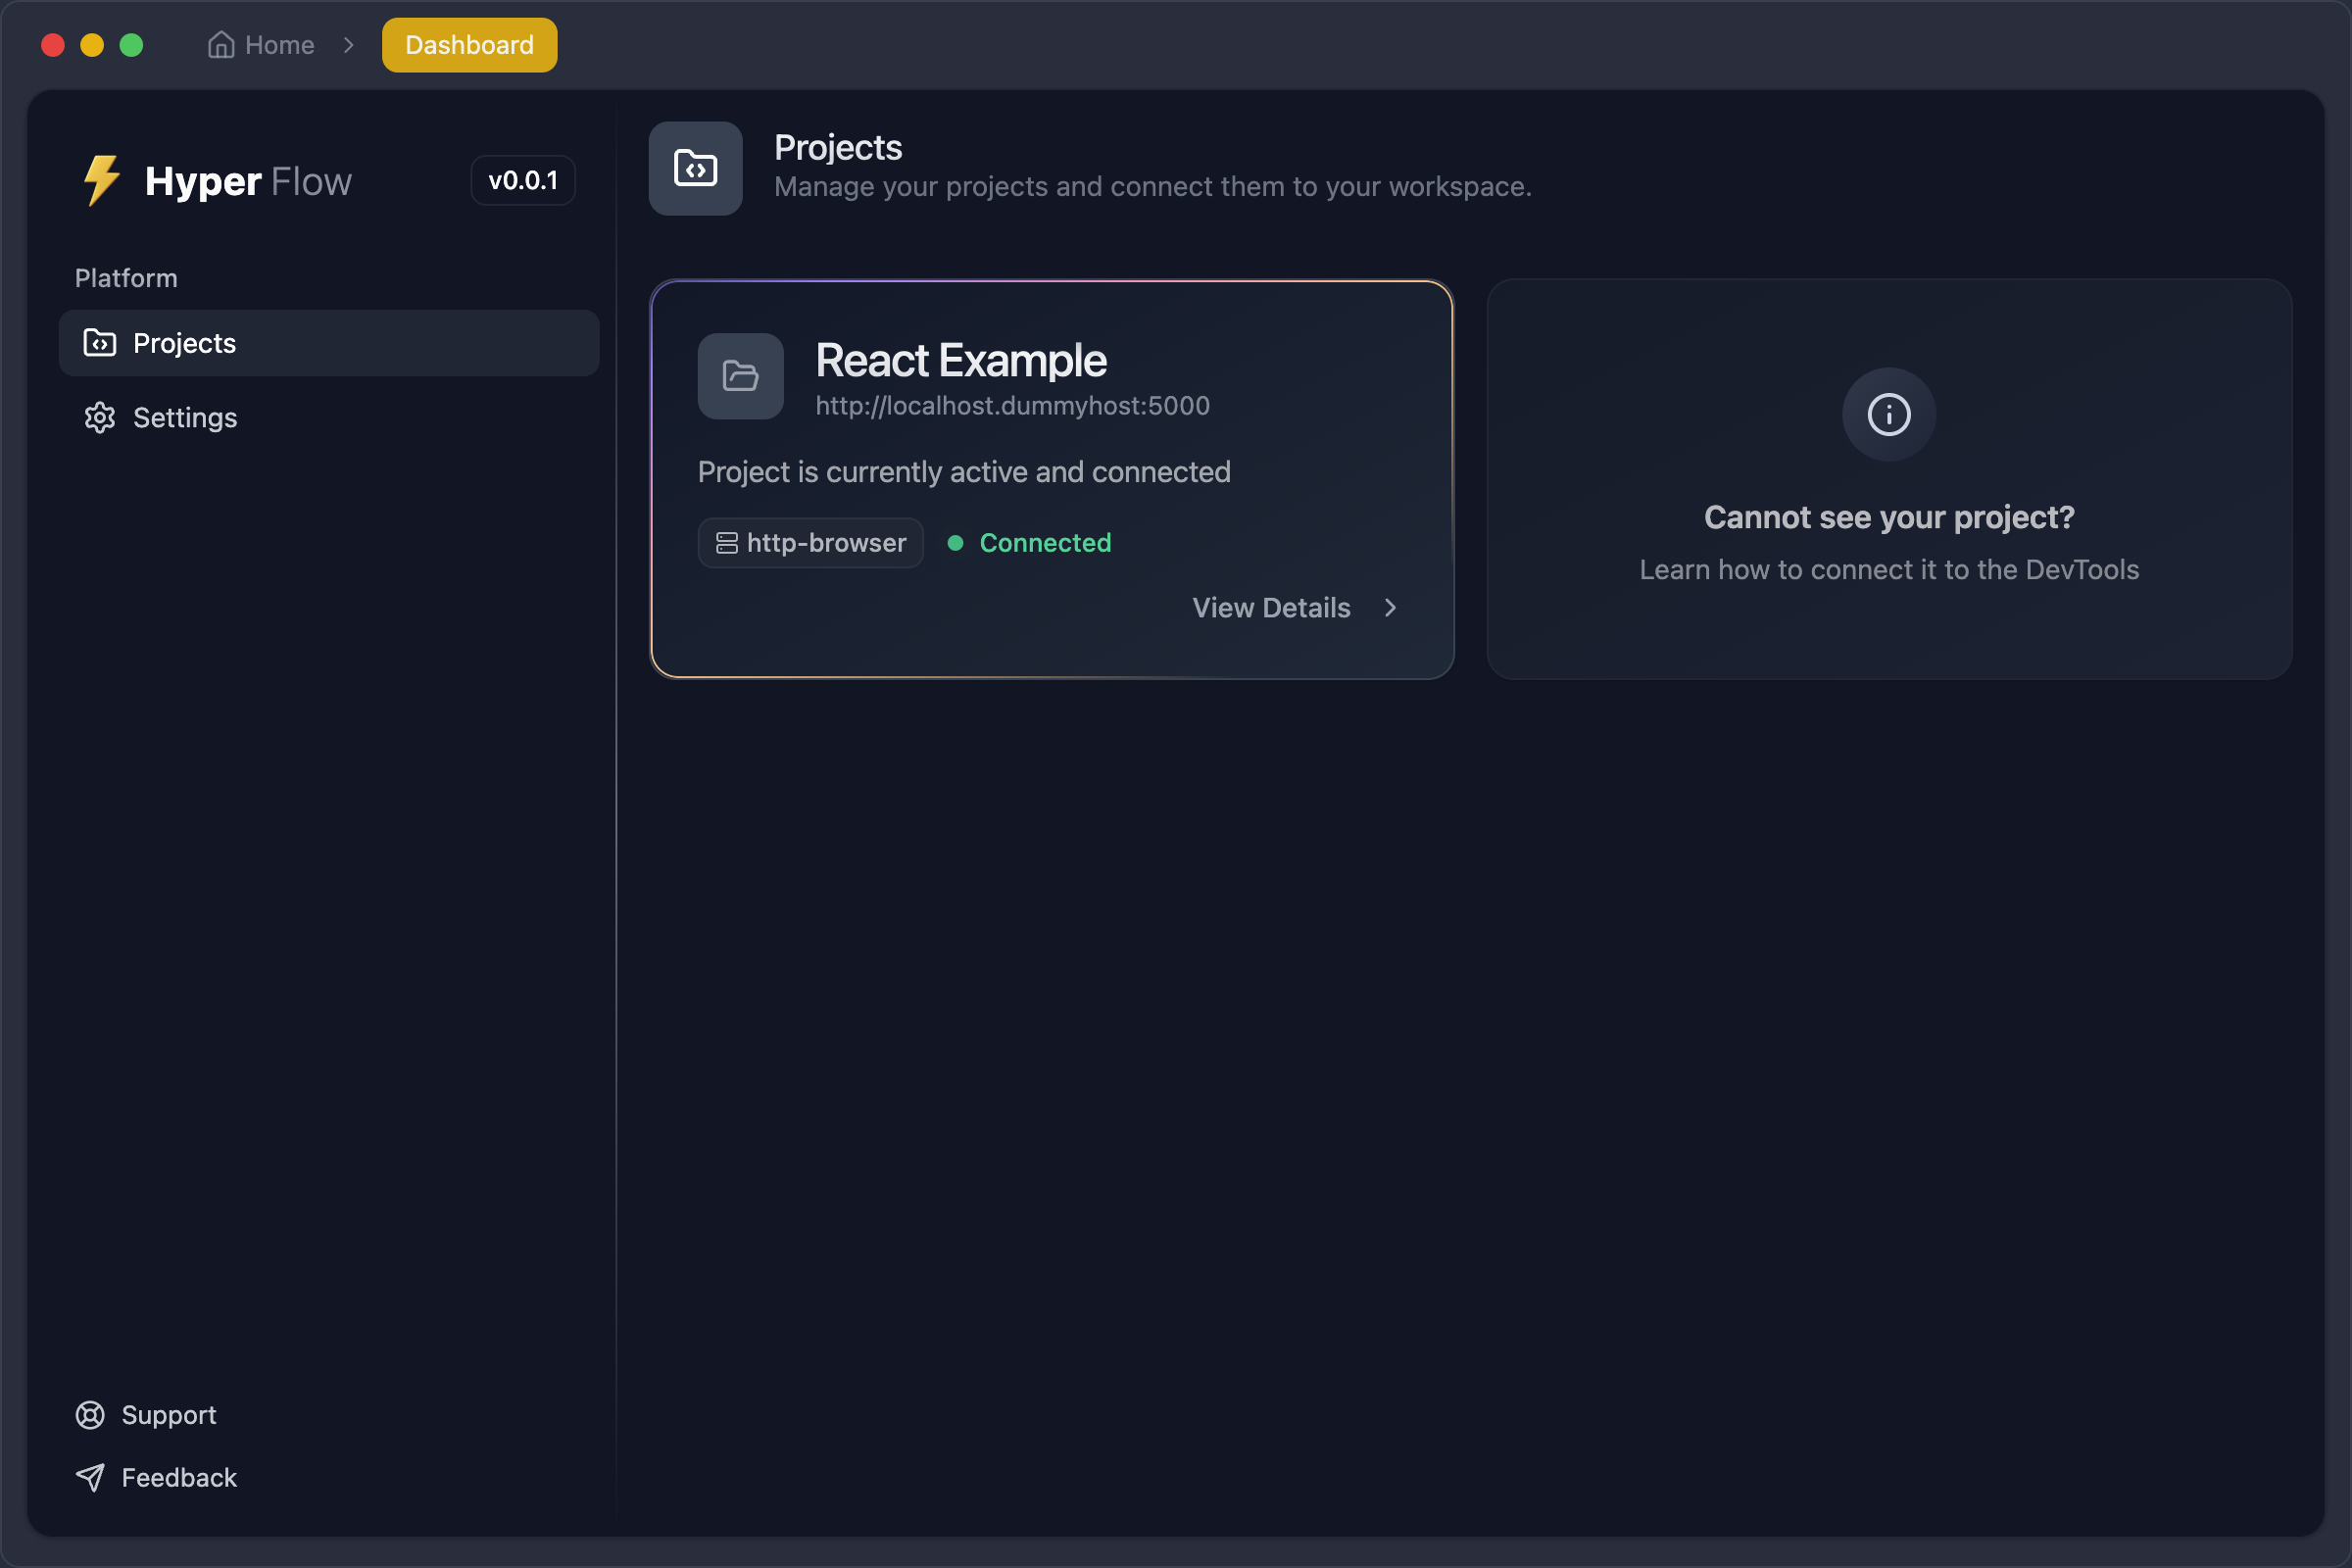 Home
Dashboard
Hyper Flow
v0.0.1
Platform
Projects
Settings
Support
Feedback
Projects
Manage your projects and connect them to your workspace.
React Example
http://localhost.dummyhost:5000
Project is currently active and connected
http-browser
Connected
View Details
Cannot see your project?
Learn how to connect it to the DevTools